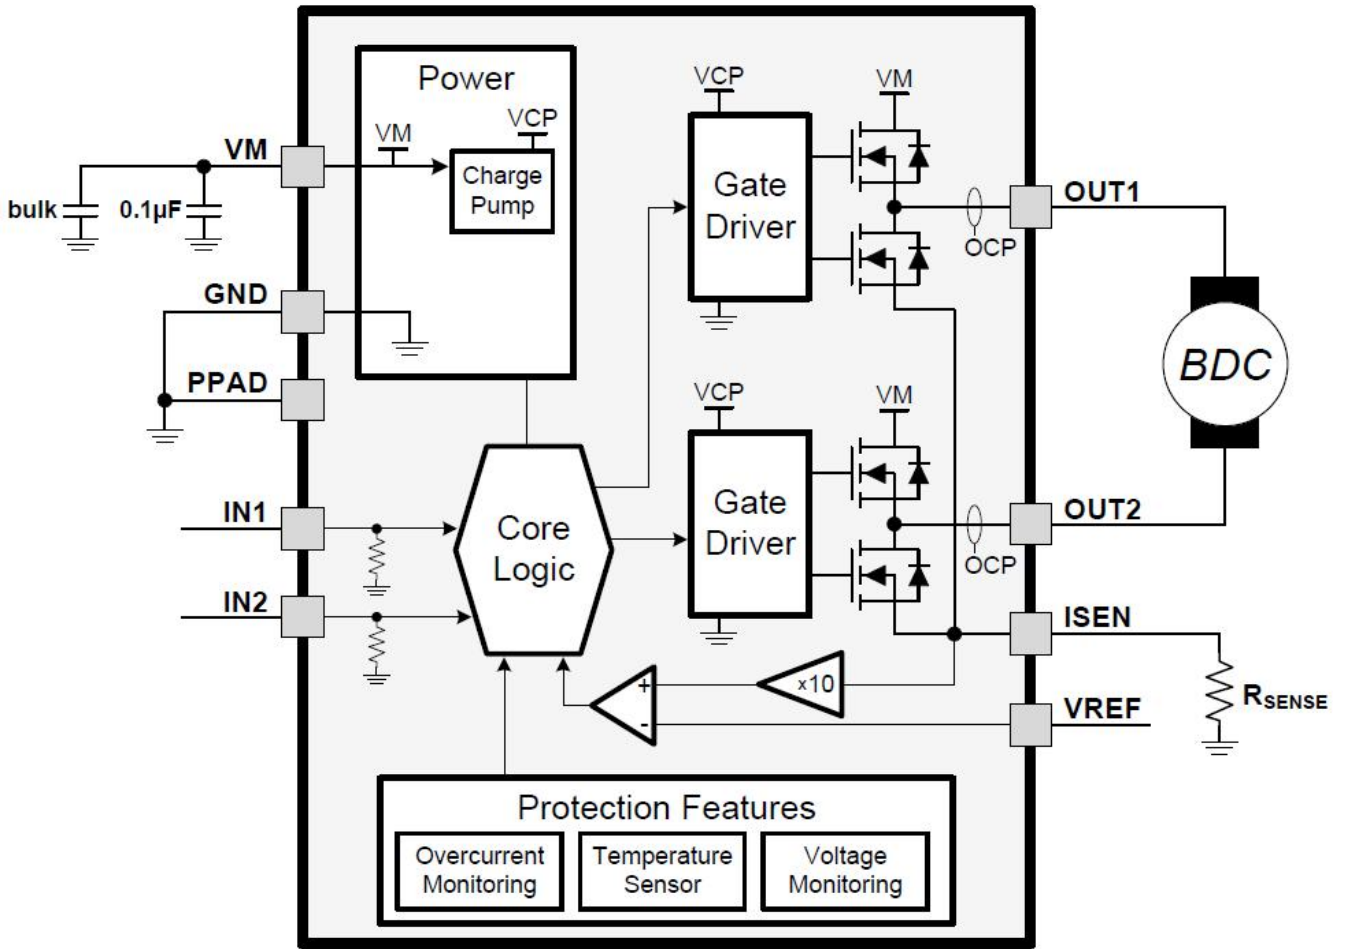 Power
VCP
VM
Charge
Pump
VM
bulk
0.1µF
GND
PPAD
IN1
IN2
Core
Logic
VCP
Gate
Driver
VM
OCP
OUT1
BDC
VCP
Gate
Driver
VM
OCP
OUT2
ISEN
RSENSE
x10
+
-
VREF
Protection Features
Overcurrent
Monitoring
Temperature
Sensor
Voltage
Monitoring